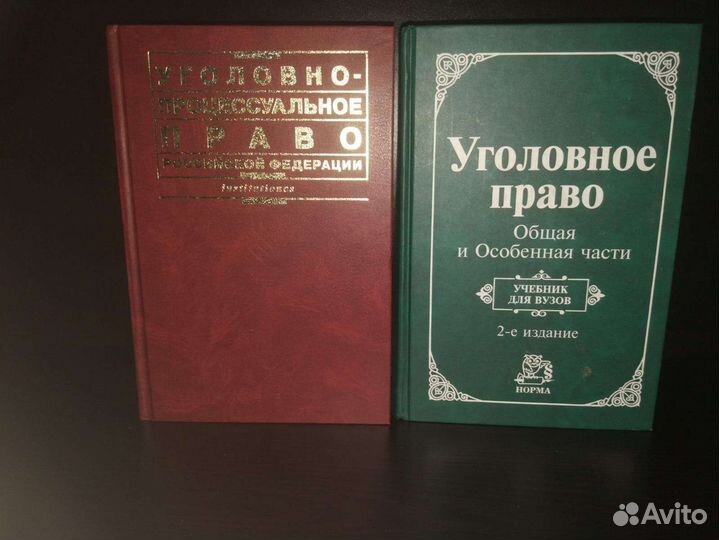 УГОЛОВНО-
ПРОЦЕССУАЛЬНОЕ
ПРАВО
РОССИЙСКОЙ ФЕДЕРАЦИИ
institutiones
Уголовное
право
Общая
и Особенная части
УЧЕБНИК
ДЛЯ ВУЗОВ
2-е издание
НОРМА
Avito